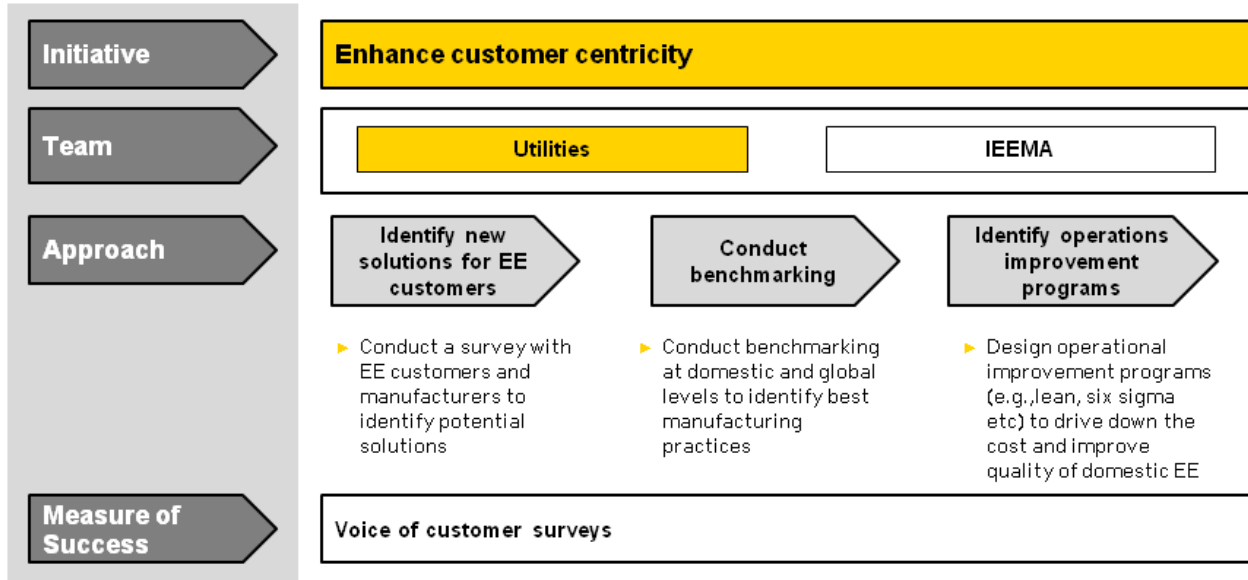 Initiative
Enhance customer centricity
Team
Utilities
IEEMA
Approach
Identify new
solutions for EE
customers
Conduct
benchmarking
Identify operations
improvement
programs
► Conduct a survey with
EE customers and
manufacturers to
identify potential
solutions
► Conduct benchmarking
at domestic and global
levels to identify best
manufacturing
practices
► Design operational
improvement programs
(e.g.,lean, six sigma
etc) to drive down the
cost and improve
quality of domestic EE
Measure of
Success
Voice of customer surveys